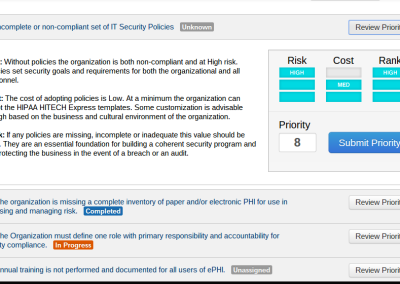 ncomplete or non-compliant set of IT Security Policies Unknown Review Priorit
: Without policies the organization is both non-compliant and at High risk.
ies set security goals and requirements for both the organizational and all
onnel.
: The cost of adopting policies is Low. At a minimum the organization can
t the HIPAA HITECH Express templates. Some customization is advisable
gh based on the business and cultural environment of the organization.
k: If any policies are missing, incomplete or inadequate this value should be
. They are an essential foundation for building a coherent security program and
rotecting the business in the event of a breach or an audit.
Risk Cost Rank
HIGH HIGH
MED
Priority
8 Submit Priority
he organization is missing a complete inventory of paper and/or electronic PHI for use in
sing and managing risk. Completed
Review Priorit
he Organization must define one role with primary responsibility and accountability for
ty compliance. In Progress
Review Priorit
nnual training is not performed and documented for all users of ePHI. Unassigned Review Priorit